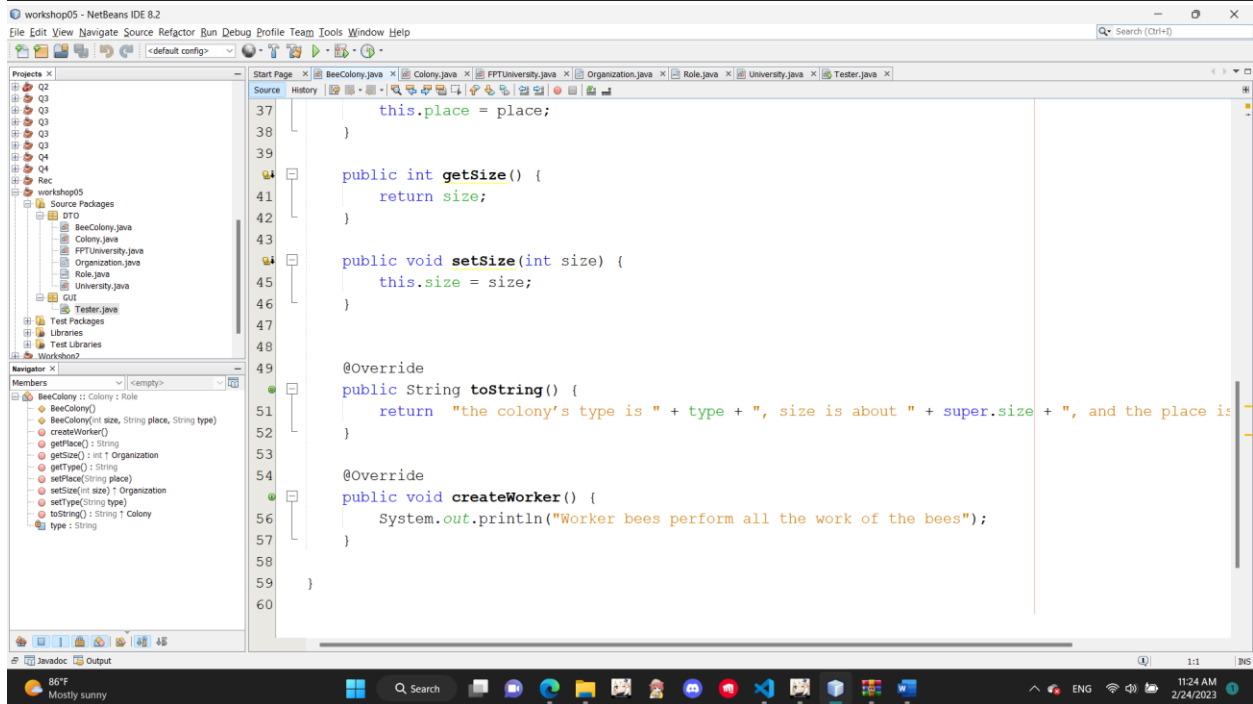 workshop05 - NetBeans IDE 8.2
File Edit View Navigate Source Refactor Run Debug Profile Team Tools Window Help
Search (Ctrl+I)
<default config>
Projects
Start Page BeeColony.java Colony.java FPTUniversity.java Organization.java Role.java University.java Tester.java
Source History
Q2
Q3
Q3
Q3
Q3
Q3
Q4
Q4
Rec
workshop05
Source Packages
DTO
BeeColony.java
Colony.java
FPTUniversity.java
Organization.java
Role.java
University.java
GUI
Tester.java
Test Packages
Libraries
Test Libraries
Workshop2
Navigator
Members <empty>
BeeColony :: Colony : Role
BeeColony()
BeeColony(int size, String place, String type)
createWorker()
getPlace() : String
getSize() : int ↑ Organization
getType() : String
setPlace(String place)
setSize(int size) ↑ Organization
setType(String type)
toString() : String ↑ Colony
type : String
37 this.place = place;
38 }
39
public int getSize() {
41 return size;
42 }
43
public void setSize(int size) {
45 this.size = size;
46 }
47
48
49 @Override
public String toString() {
51 return "the colony's type is " + type + ", size is about " + super.size + ", and the place is
52 }
53
54 @Override
public void createWorker() {
56 System.out.println("Worker bees perform all the work of the bees");
57 }
58
59 }
60
Javadoc Output
1:1 INS
86°F
Mostly sunny
Search
ENG
11:24 AM
2/24/2023
1